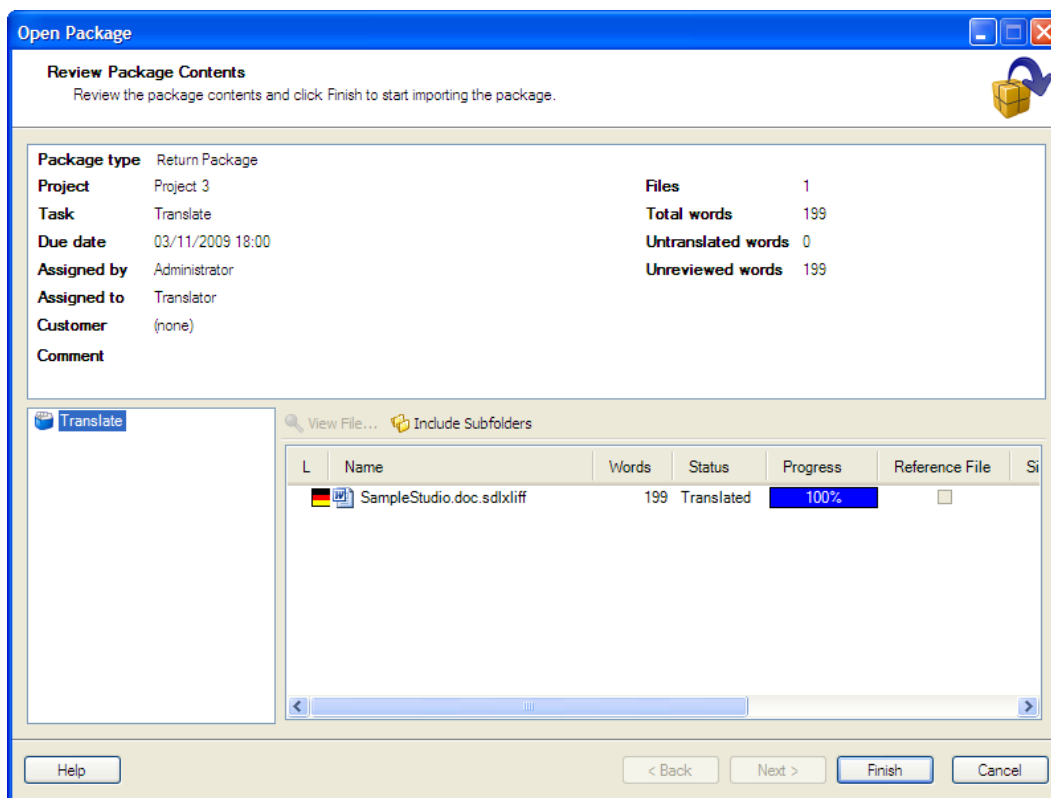 Open Package
Review Package Contents
Review the package contents and click Finish to start importing the package.
Package type Return Package
Project Project 3
Task Translate
Due date 03/11/2009 18:00
Assigned by Administrator
Assigned to Translator
Customer (none)
Comment
Files 1
Total words 199
Untranslated words 0
Unreviewed words 199
Translate
View File... Include Subfolders
L Name Words Status Progress Reference File Si
SampleStudio.doc.sdlxliff 199 Translated 100%
Help < Back Next > Finish Cancel